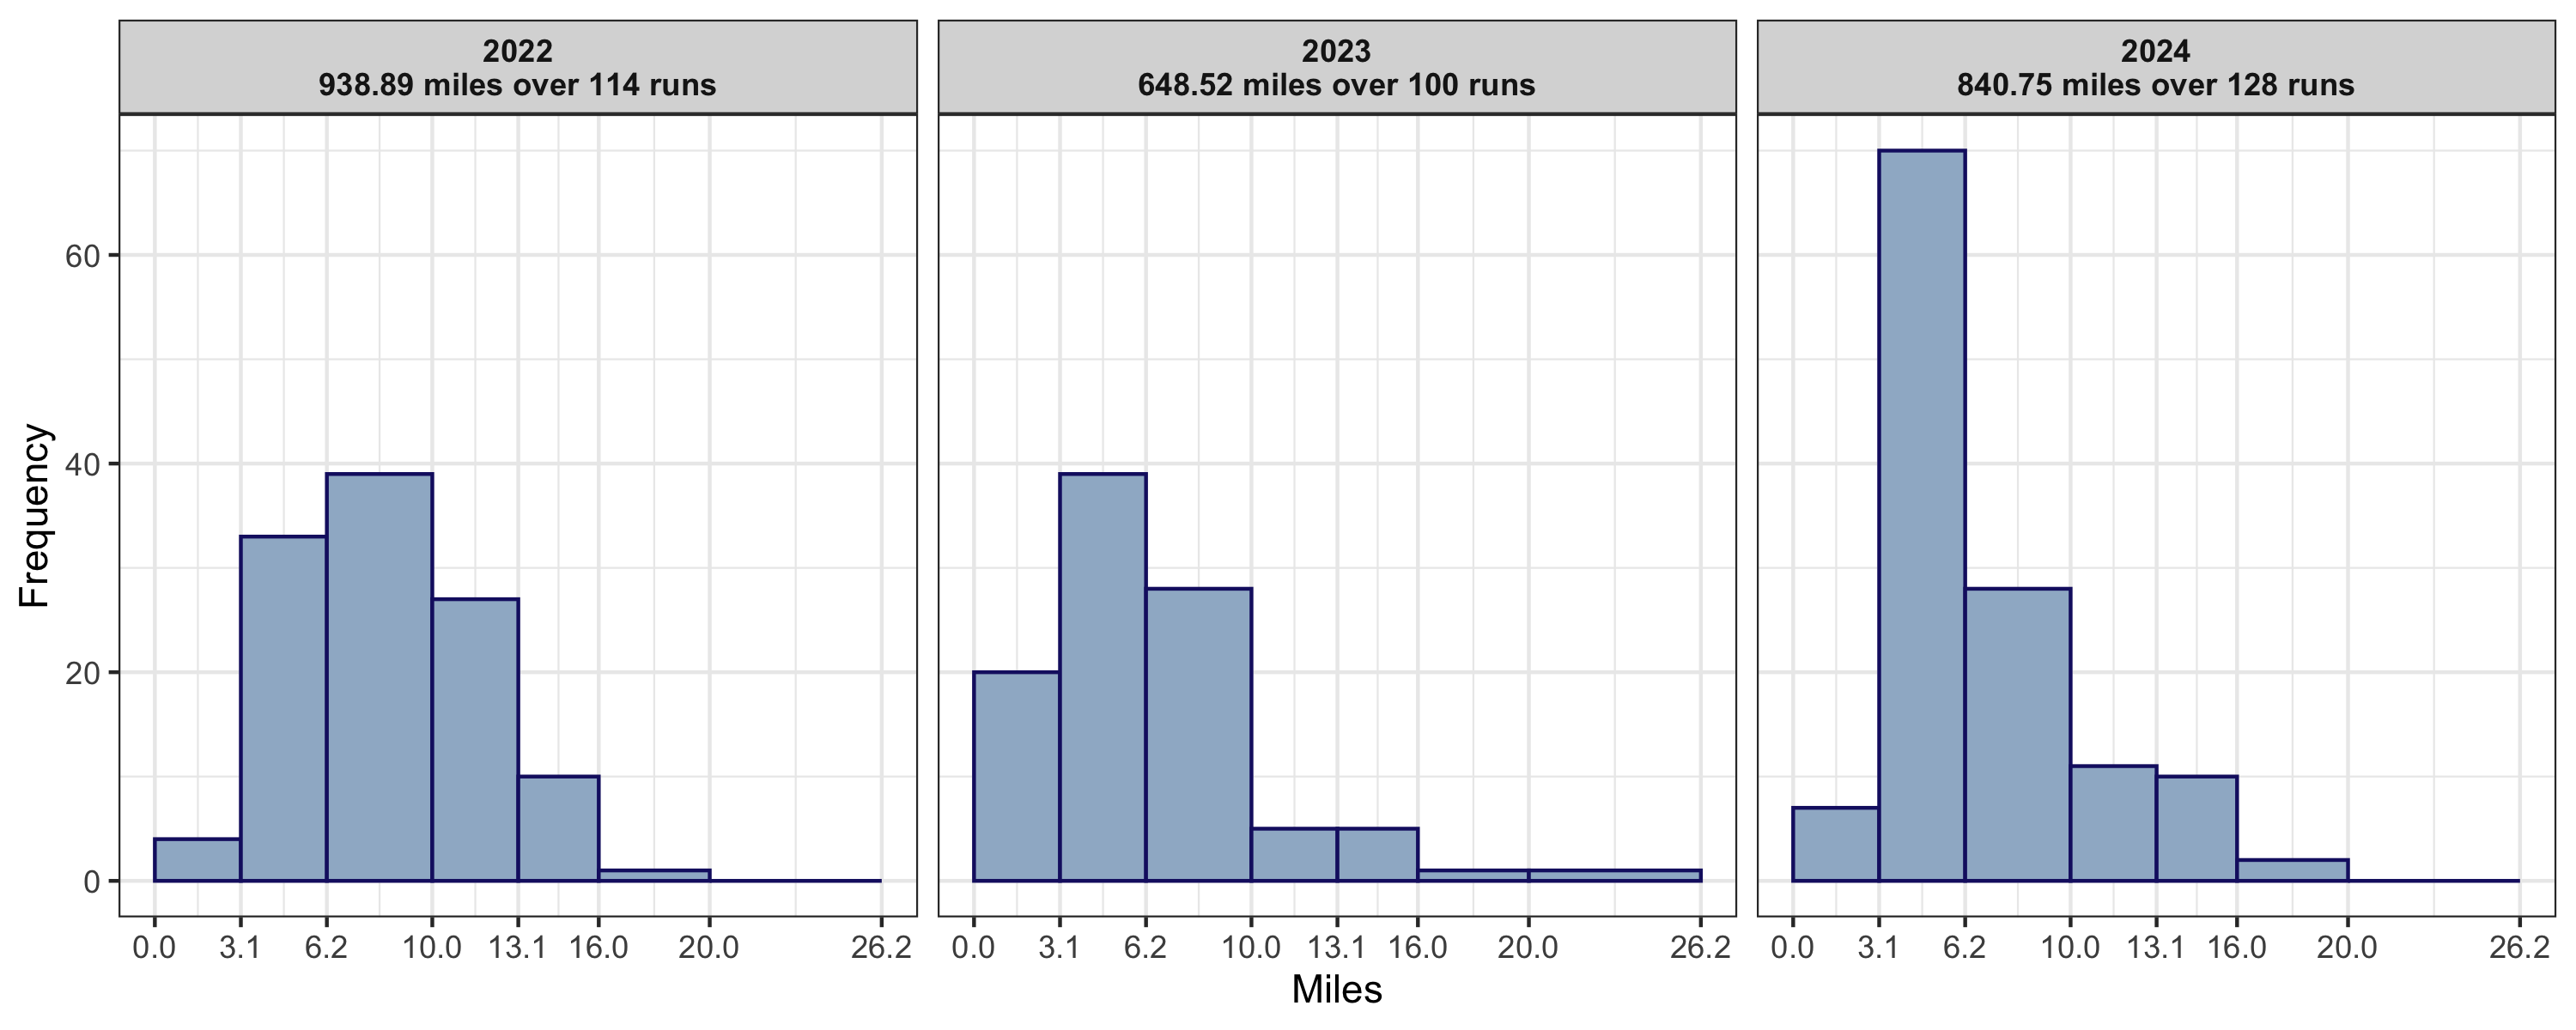 2022
938.89 miles over 114 runs
2023
648.52 miles over 100 runs
2024
840.75 miles over 128 runs
Frequency
60
40
20
0
0.0 3.1 6.2 10.0 13.1 16.0 20.0 26.2
0.0 3.1 6.2 10.0 13.1 16.0 20.0 26.2
0.0 3.1 6.2 10.0 13.1 16.0 20.0 26.2
Miles